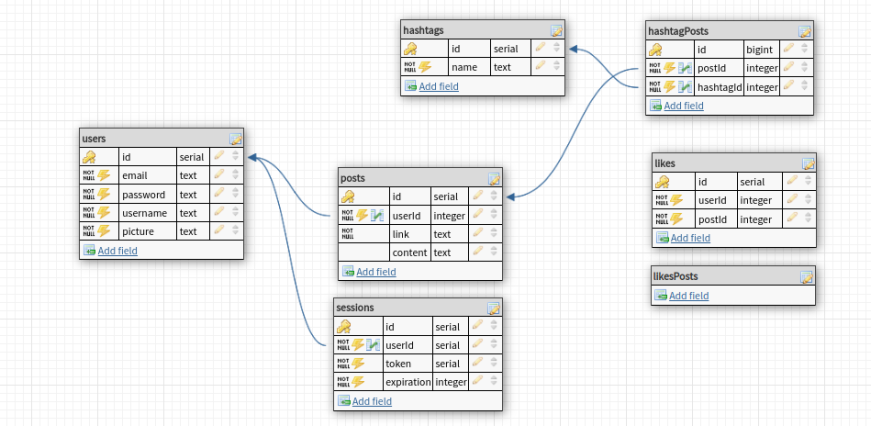 hashtags
id serial
NOT NULL name text
Add field
hashtagPosts
id bigint
NOT NULL postId integer
NOT NULL hashtagId integer
Add field
users
id serial
NOT NULL email text
NOT NULL password text
NOT NULL username text
NOT NULL picture text
Add field
posts
id serial
NOT NULL userId integer
NOT NULL link text
content text
Add field
likes
id serial
NOT NULL userId integer
NOT NULL postId integer
Add field
likesPosts
Add field
sessions
id serial
NOT NULL userId serial
NOT NULL token serial
NOT NULL expiration integer
Add field